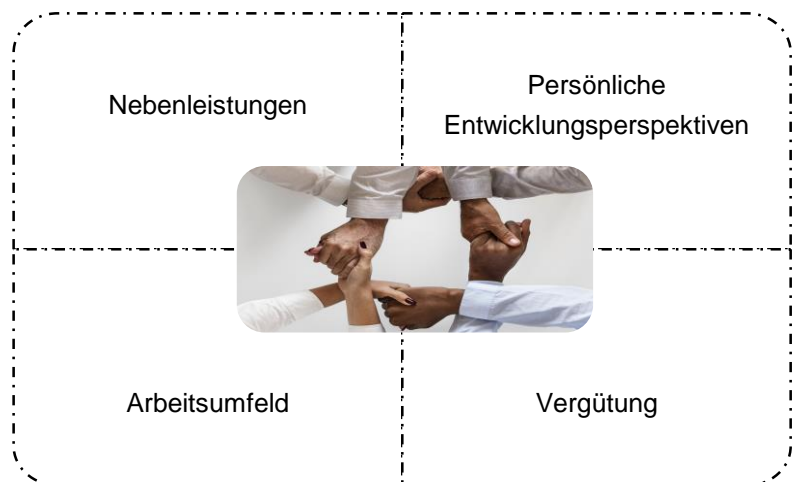 Nebenleistungen
Persönliche
Entwicklungsperspektiven
Arbeitsumfeld
Vergütung